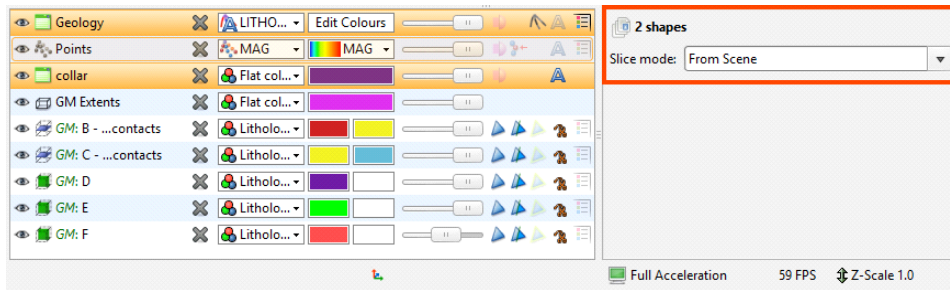 Geology LITHO... Edit Colours
Points MAG MAG
collar Flat col...
GM Extents Flat col...
GM: B - ...contacts Litholo...
GM: C - ...contacts Litholo...
GM: D Litholo...
GM: E Litholo...
GM: F Litholo...
2 shapes
Slice mode: From Scene
Full Acceleration 59 FPS Z-Scale 1.0